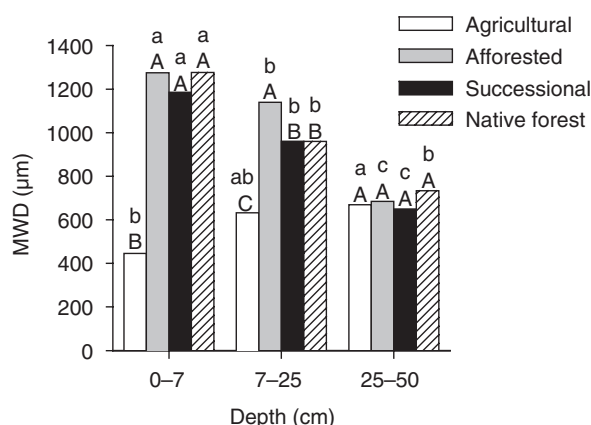 Agricultural
Afforested
Successional
Native forest
MWD (µm)
1400
1200
1000
800
600
400
200
0
b
B
a
A
a
A
a
A
ab
C
b
A
b
B
b
B
a
A
c
A
c
A
b
A
0–7
7–25
25–50
Depth (cm)